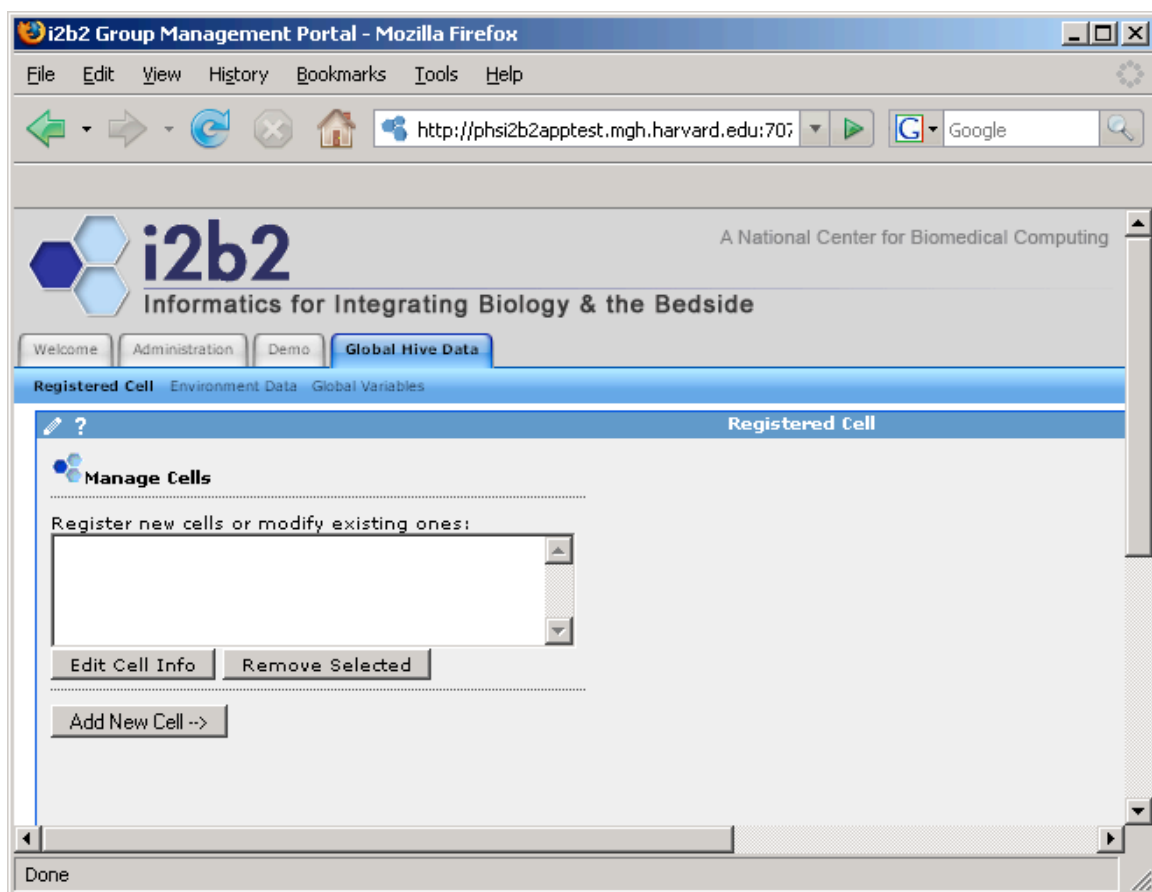 i2b2 Group Management Portal - Mozilla Firefox
File Edit View History Bookmarks Tools Help
http://phsi2b2apptest.mgh.harvard.edu:707
G Google
i2b2
A National Center for Biomedical Computing
Informatics for Integrating Biology & the Bedside
Welcome Administration Demo Global Hive Data
Registered Cell Environment Data Global Variables
? Registered Cell
Manage Cells
Register new cells or modify existing ones:
Edit Cell Info Remove Selected
Add New Cell -->
Done